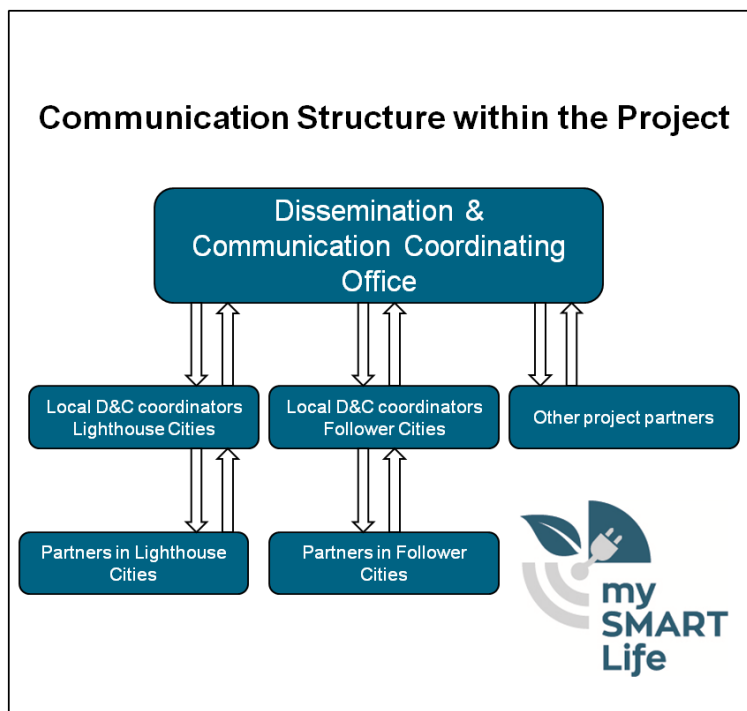 Communication Structure within the Project
Dissemination &
Communication Coordinating
Office
Local D&C coordinators
Lighthouse Cities
Local D&C coordinators
Follower Cities
Other project partners
Partners in Lighthouse
Cities
Partners in Follower
Cities
my
SMART
Life